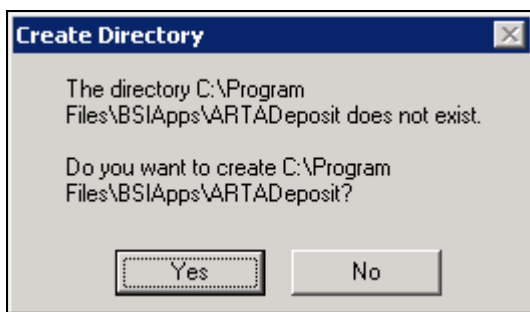 Create Directory
The directory C:\Program
Files\BSIApps\ARTADeposit does not exist.
Do you want to create C:\Program
Files\BSIApps\ARTADeposit?
Yes
No